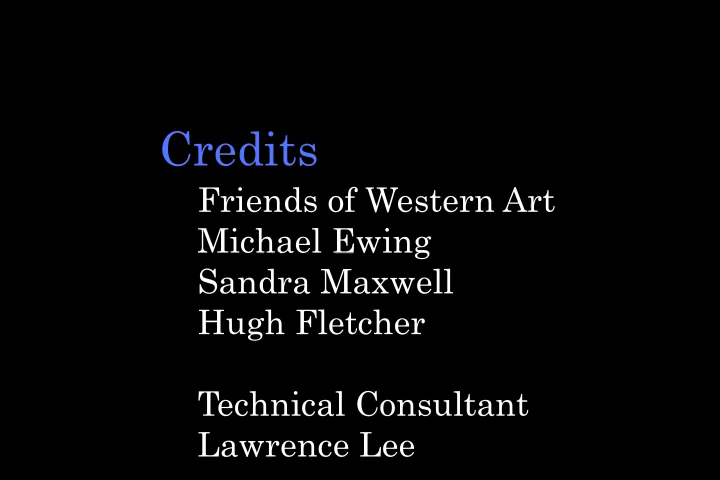 Credits
Friends of Western Art
Michael Ewing
Sandra Maxwell
Hugh Fletcher
Technical Consultant
Lawrence Lee